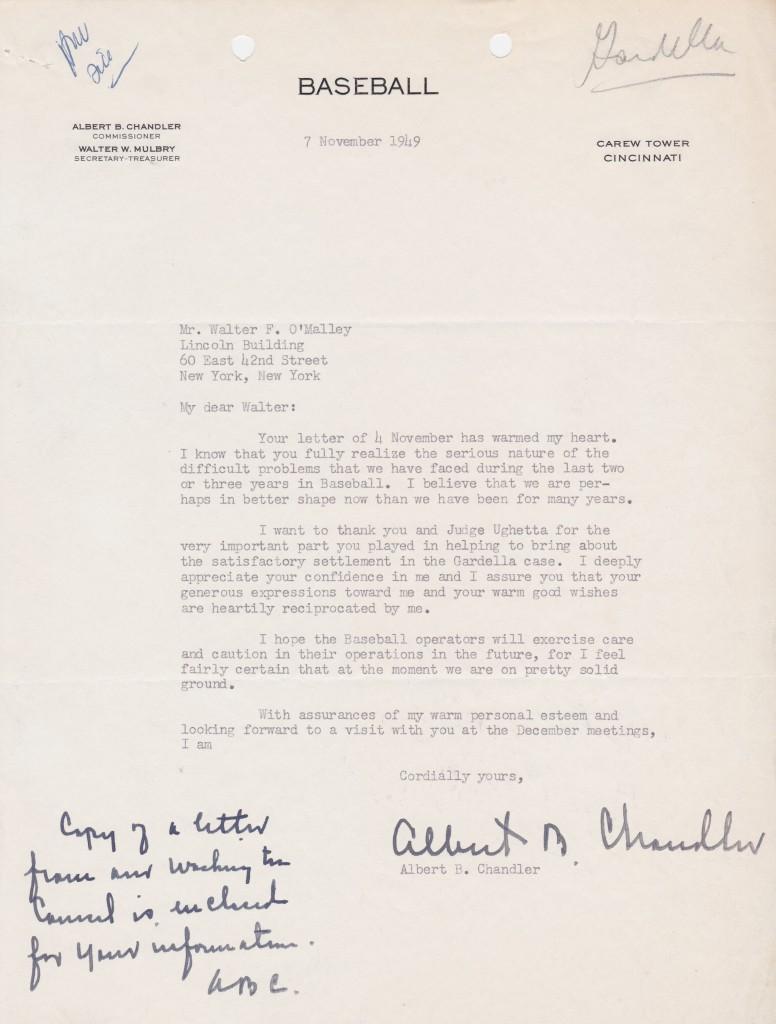 Gardella
BASEBALL
ALBERT B. CHANDLER
COMMISSIONER
WALTER W. MULBRY
SECRETARY-TREASURER
7 November 1949
CAREW TOWER
CINCINNATI
Mr. Walter F. O'Malley
Lincoln Building
60 East 42nd Street
New York, New York
My dear Walter:
Your letter of 4 November has warmed my heart.
I know that you fully realize the serious nature of the
difficult problems that we have faced during the last two
or three years in Baseball. I believe that we are per-
haps in better shape now than we have been for many years.
I want to thank you and Judge Ughetta for the
very important part you played in helping to bring about
the satisfactory settlement in the Gardella case. I deeply
appreciate your confidence in me and I assure you that your
generous expressions toward me and your warm good wishes
are heartily reciprocated by me.
I hope the Baseball operators will exercise care
and caution in their operations in the future, for I feel
fairly certain that at the moment we are on pretty solid
ground.
With assurances of my warm personal esteem and
looking forward to a visit with you at the December meetings,
I am
Cordially yours,
Albert B. Chandler
Albert B. Chandler
Copy of a letter
from our Washington
Counsel is enclosed
for your information.
ABC.